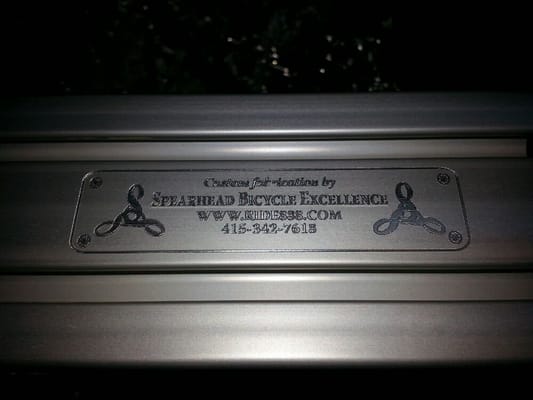 Custom fabrication by
SPEARHEAD BICYCLE EXCELLENCE
WWW.RIDESBE.COM
415-342-7615